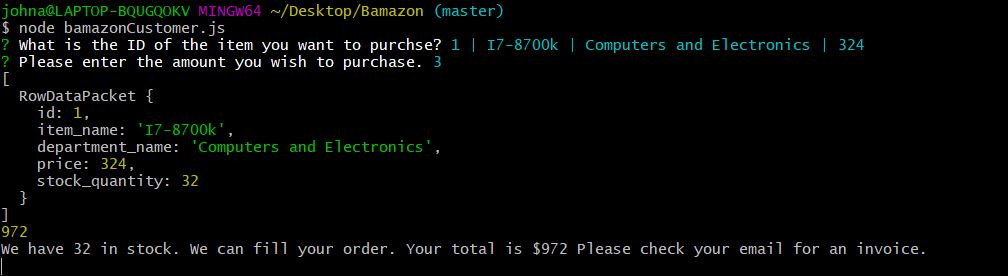 johna@LAPTOP-BQUGQOKV MINGW64 ~/Desktop/Bamazon (master)
$ node bamazonCustomer.js
? What is the ID of the item you want to purchse? 1 | I7-8700k | Computers and Electronics | 324
? Please enter the amount you wish to purchase. 3
[
  RowDataPacket {
    id: 1,
    item_name: 'I7-8700k',
    department_name: 'Computers and Electronics',
    price: 324,
    stock_quantity: 32
  }
]
972
We have 32 in stock. We can fill your order. Your total is $972 Please check your email for an invoice.